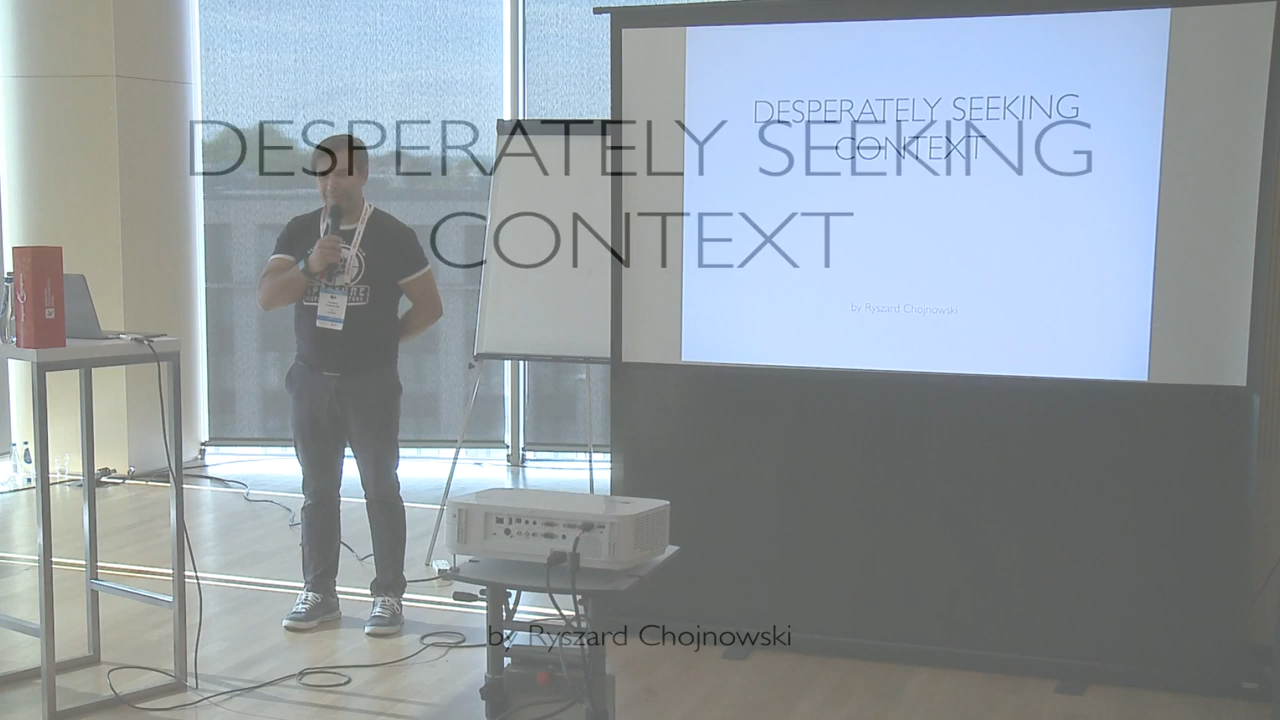 DESPERATELY SEEKING
CONTEXT
by Ryszard Chojnowski
DESPERATELY SEEKING
CONTEXT
by Ryszard Chojnowski